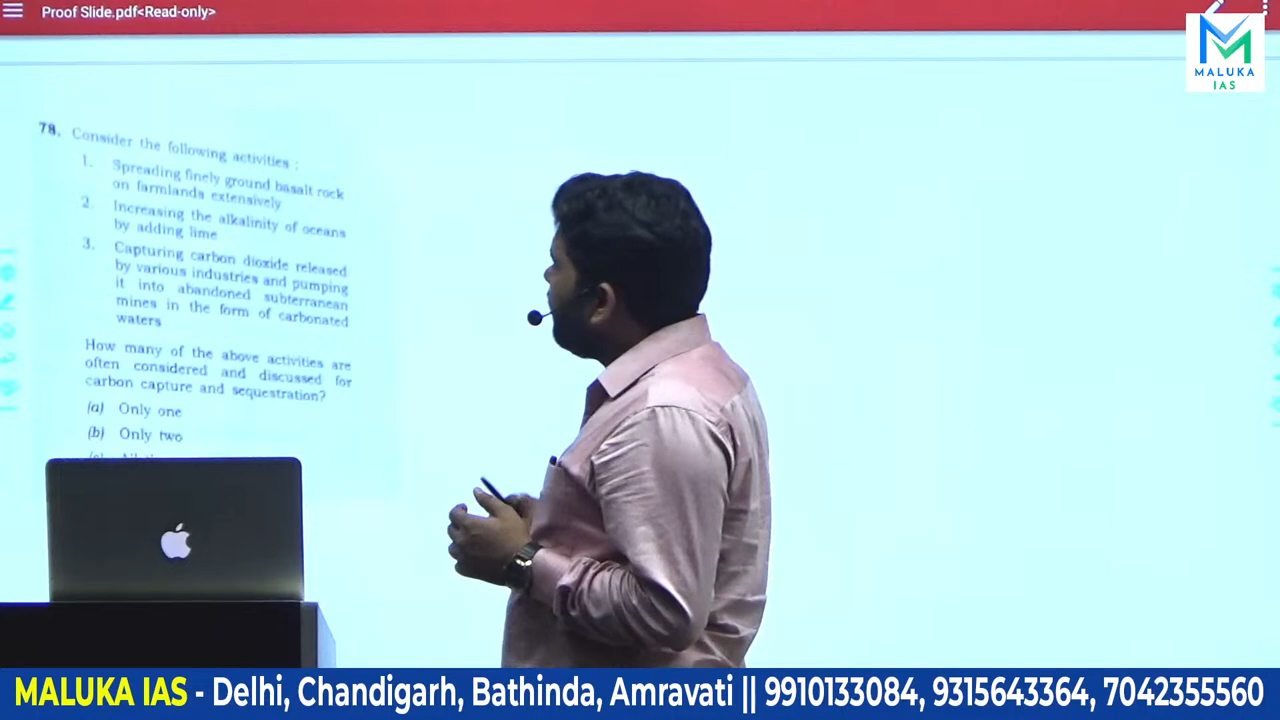 Proof Slide.pdf<Read-only>
MALUKA
IAS
78. Consider the following activities :
1. Spreading finely ground basalt rock
on farmlands extensively
2. Increasing the alkalinity of oceans
by adding lime
3. Capturing carbon dioxide released
by various industries and pumping
it into abandoned subterranean
mines in the form of carbonated
waters
How many of the above activities are
often considered and discussed for
carbon capture and sequestration?
(a) Only one
(b) Only two
MALUKA IAS - Delhi, Chandigarh, Bathinda, Amravati || 9910133084, 9315643364, 7042355560